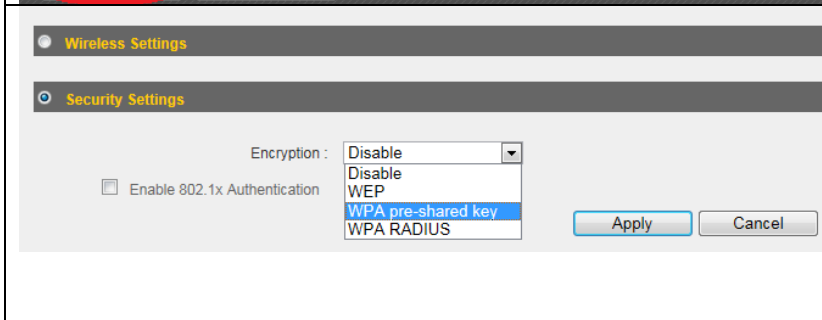 Wireless Settings
Security Settings
Encryption : Disable
Disable
Enable 802.1x Authentication WEP
WPA pre-shared key
WPA RADIUS
Apply Cancel